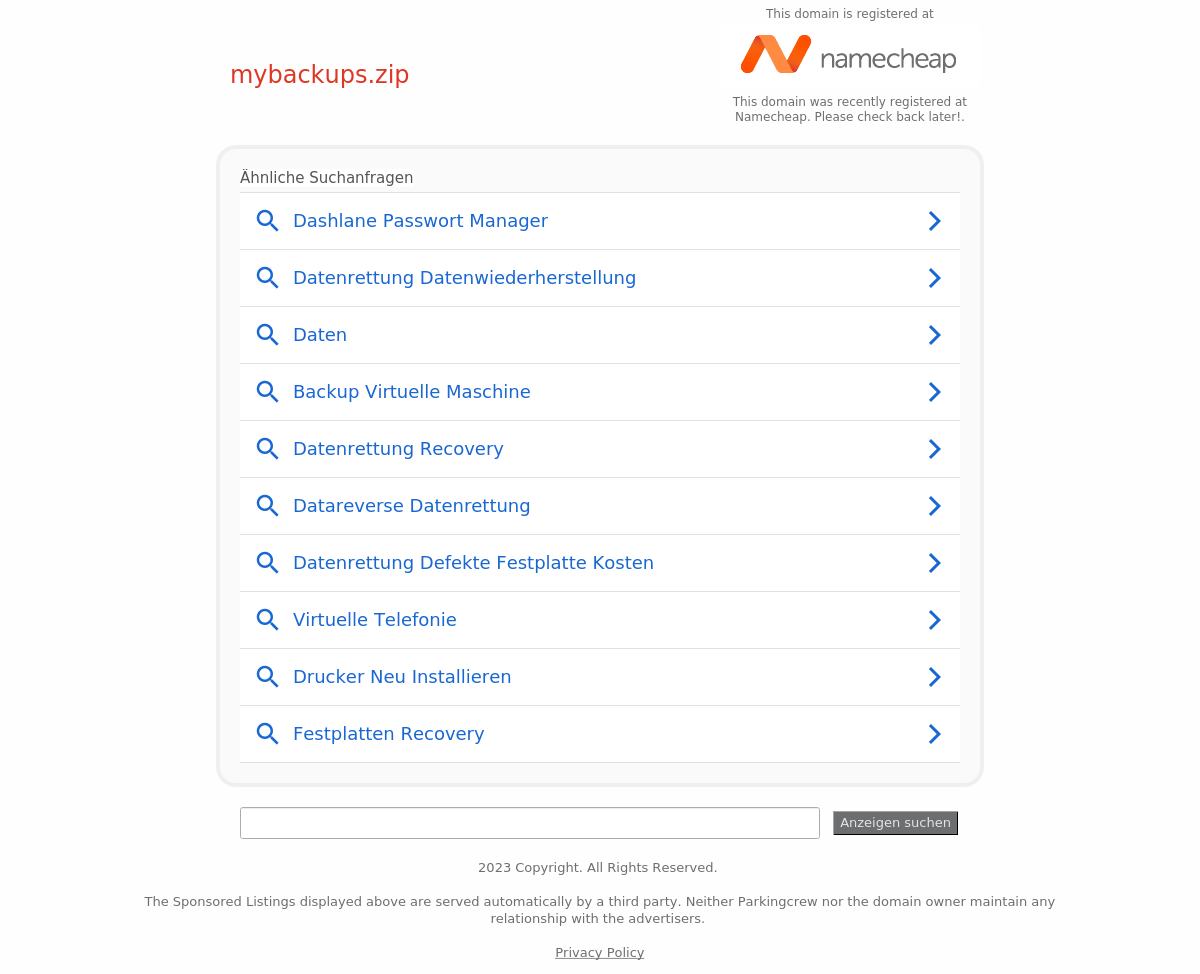 This domain is registered at
namecheap
mybackups.zip
This domain was recently registered at
Namecheap. Please check back later!.
Ähnliche Suchanfragen
Dashlane Passwort Manager
Datenrettung Datenwiederherstellung
Daten
Backup Virtuelle Maschine
Datenrettung Recovery
Datareverse Datenrettung
Datenrettung Defekte Festplatte Kosten
Virtuelle Telefonie
Drucker Neu Installieren
Festplatten Recovery
Anzeigen suchen
2023 Copyright. All Rights Reserved.
The Sponsored Listings displayed above are served automatically by a third party. Neither Parkingcrew nor the domain owner maintain any
relationship with the advertisers.
Privacy Policy